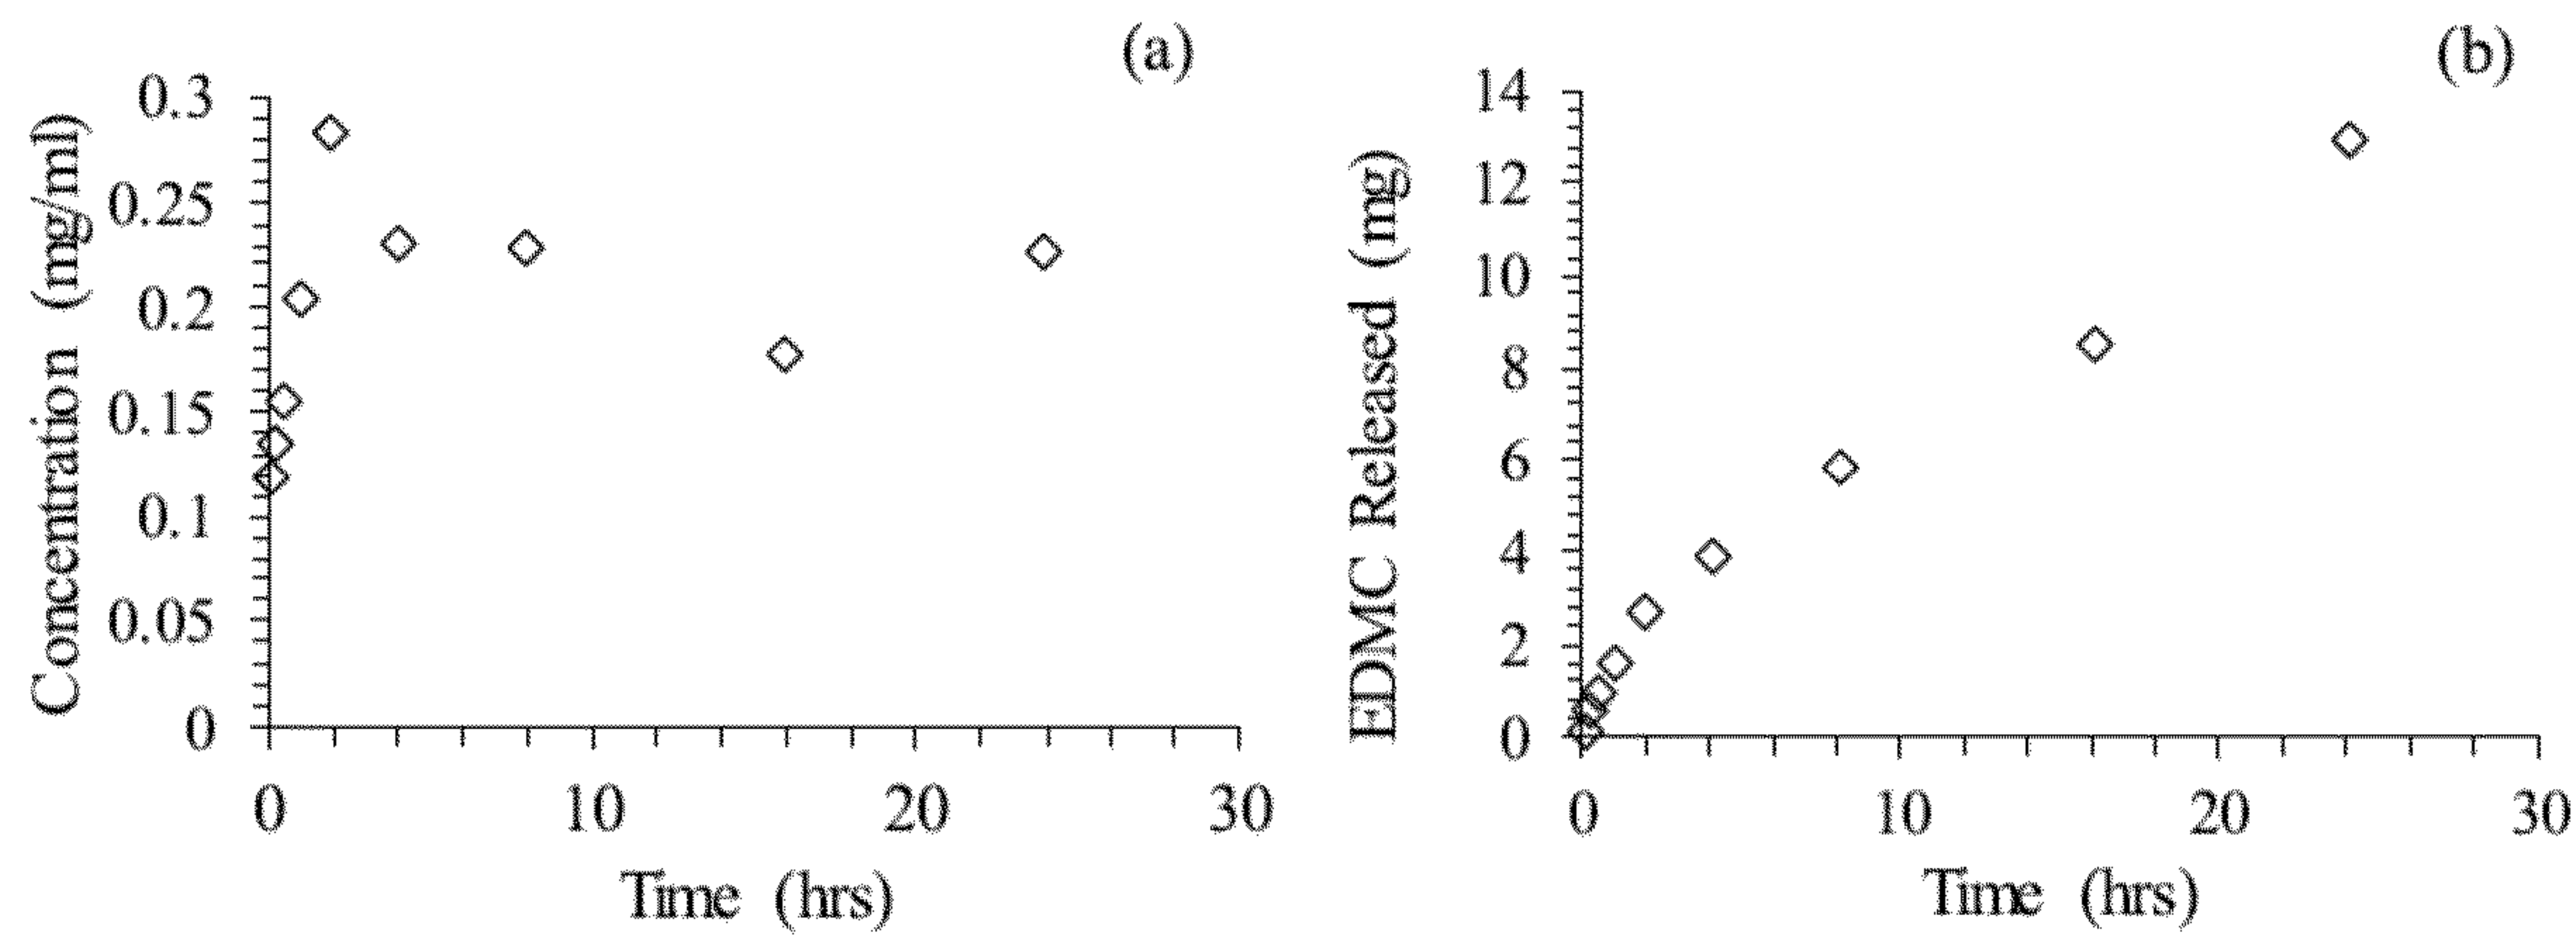 (a)
0.3
0.25
0.2
0.15
0.1
0.05
0
Concentration (mg/ml)
0 10 20 30
Time (hrs)
(b)
14
12
10
8
6
4
2
0
EDMC Released (mg)
0 10 20 30
Time (hrs)